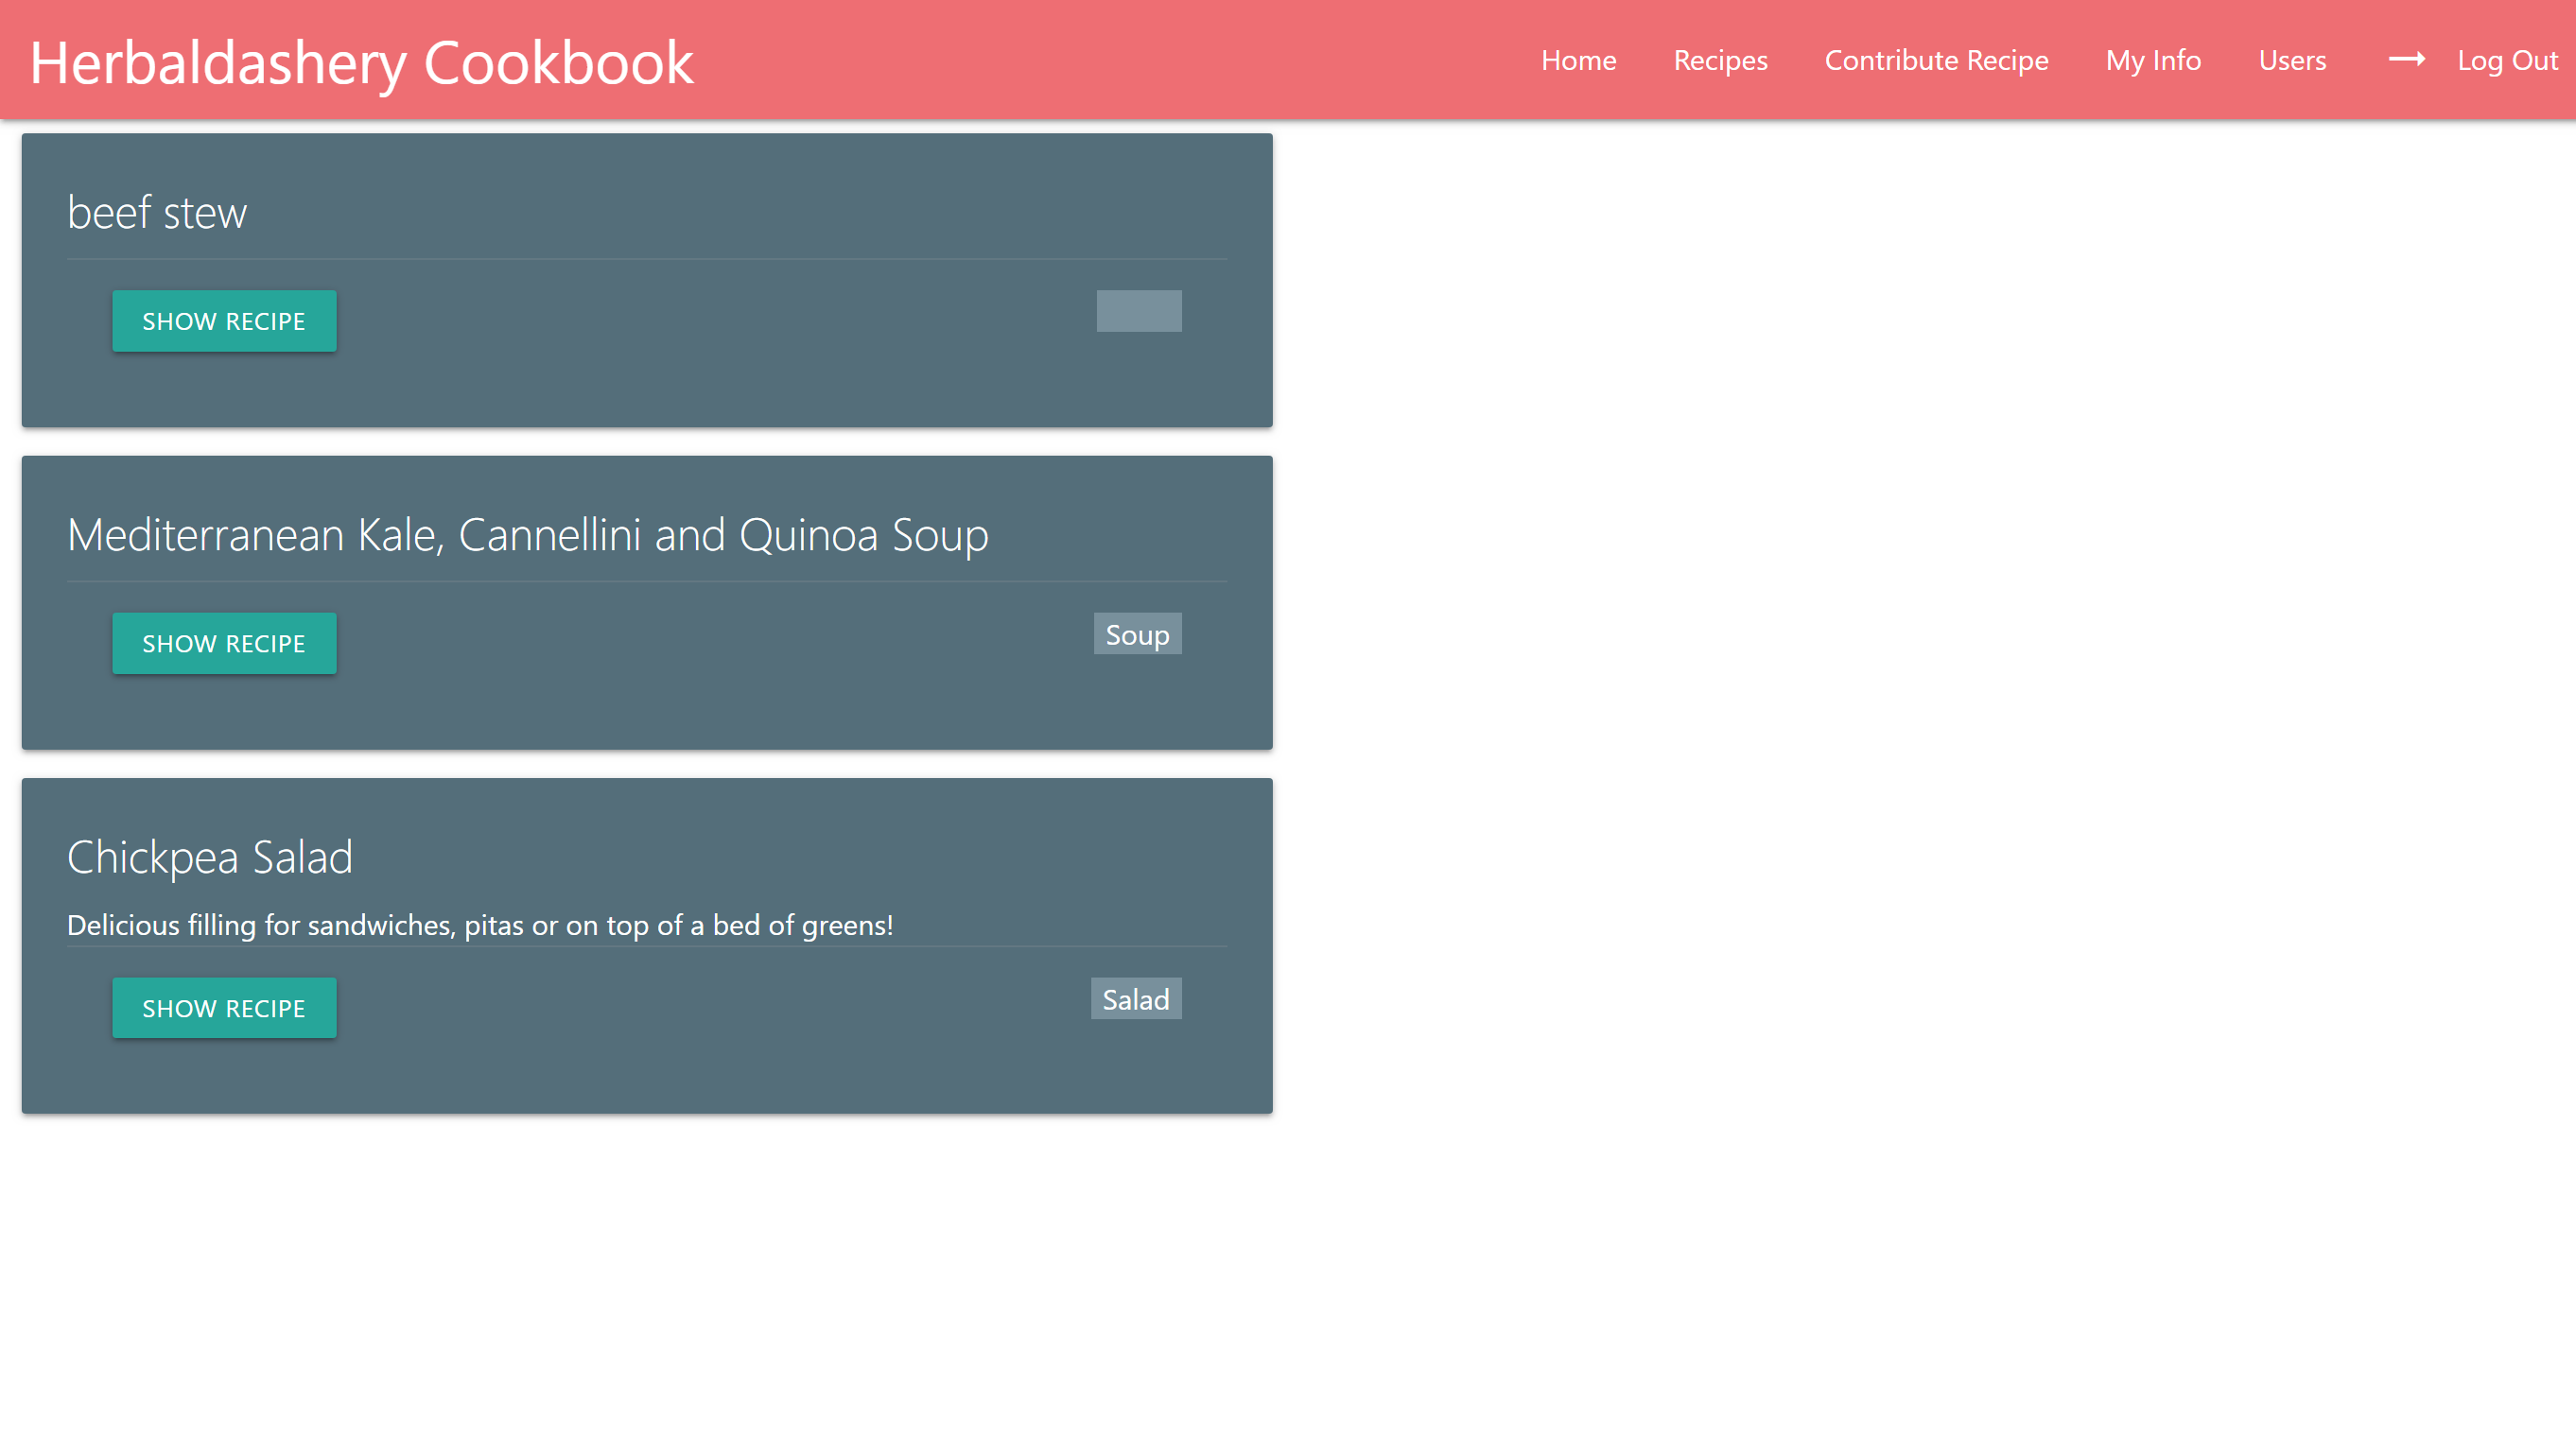 Herbaldashery Cookbook
Home Recipes Contribute Recipe My Info Users → Log Out
beef stew
SHOW RECIPE
Mediterranean Kale, Cannellini and Quinoa Soup
SHOW RECIPE Soup
Chickpea Salad
Delicious filling for sandwiches, pitas or on top of a bed of greens!
SHOW RECIPE Salad